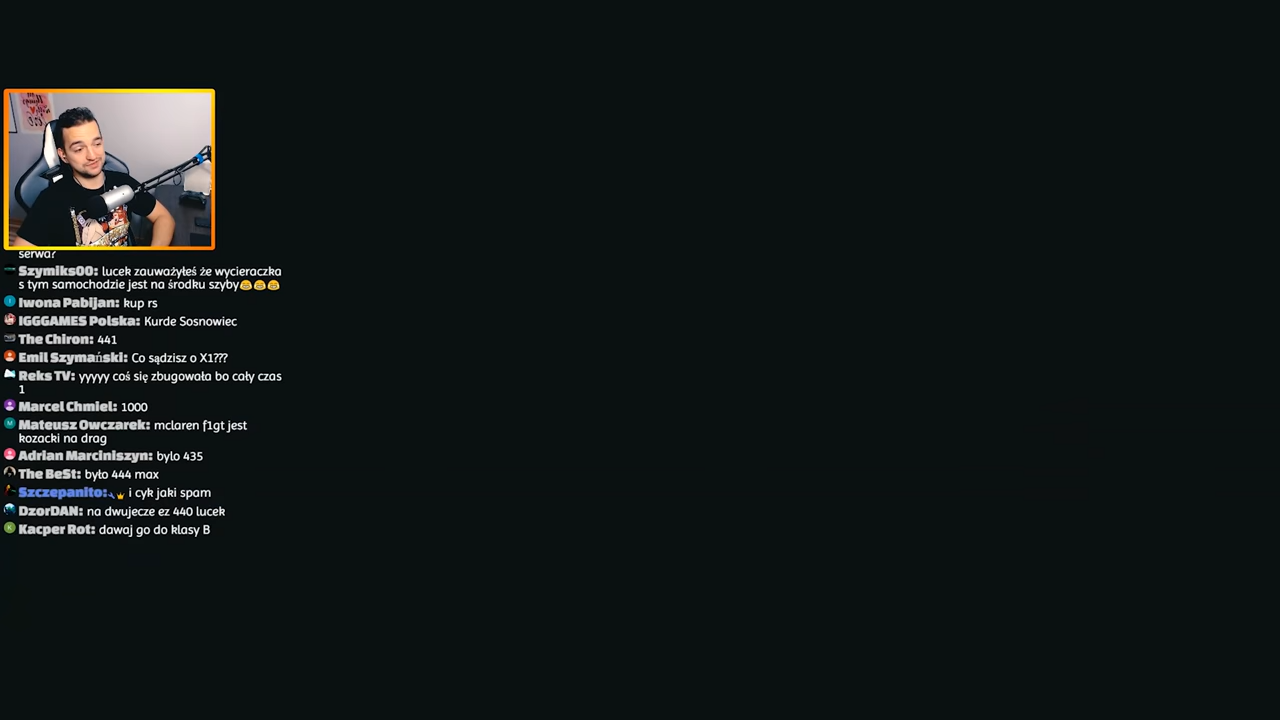 serwa?
Szymiks00: lucek zauważyłeś że wycieraczka
s tym samochodzie jest na środku szyby😂😂😂
Iwona Pabijan: kup rs
IGGGAMES Polska: Kurde Sosnowiec
The Chiron: 441
Emil Szymański: Co sądzisz o X1???
Reks TV: yyyyy coś się zbugowała bo cały czas
1
Marcel Chmiel: 1000
Mateusz Owczarek: mclaren f1gt jest
kozacki na drag
Adrian Marciniszyn: bylo 435
The BeSt: było 444 max
Szczepanito: i cyk jaki spam
DzorDAN: na dwujecze ez 440 lucek
Kacper Rot: dawaj go do klasy B